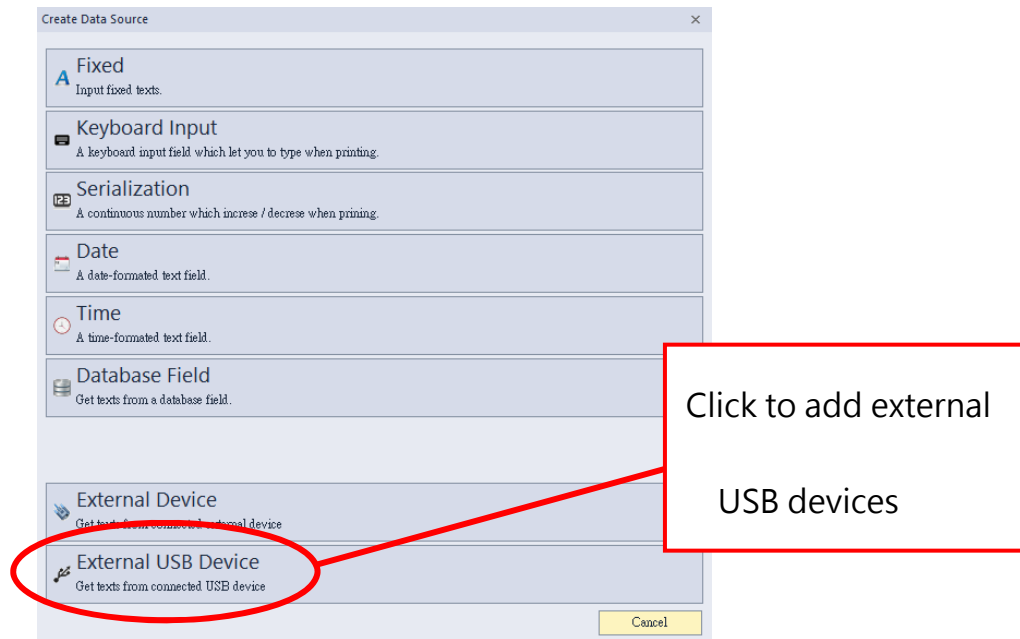 Create Data Source
Fixed
Input fixed texts.
Keyboard Input
A keyboard input field which let you to type when printing.
Serialization
A continuous number which increse / decrese when prining.
Date
A date-formated text field.
Time
A time-formated text field.
Database Field
Get texts from a database field.
Click to add external
USB devices
External Device
Get texts from connected external device
External USB Device
Get texts from connected USB device
Cancel